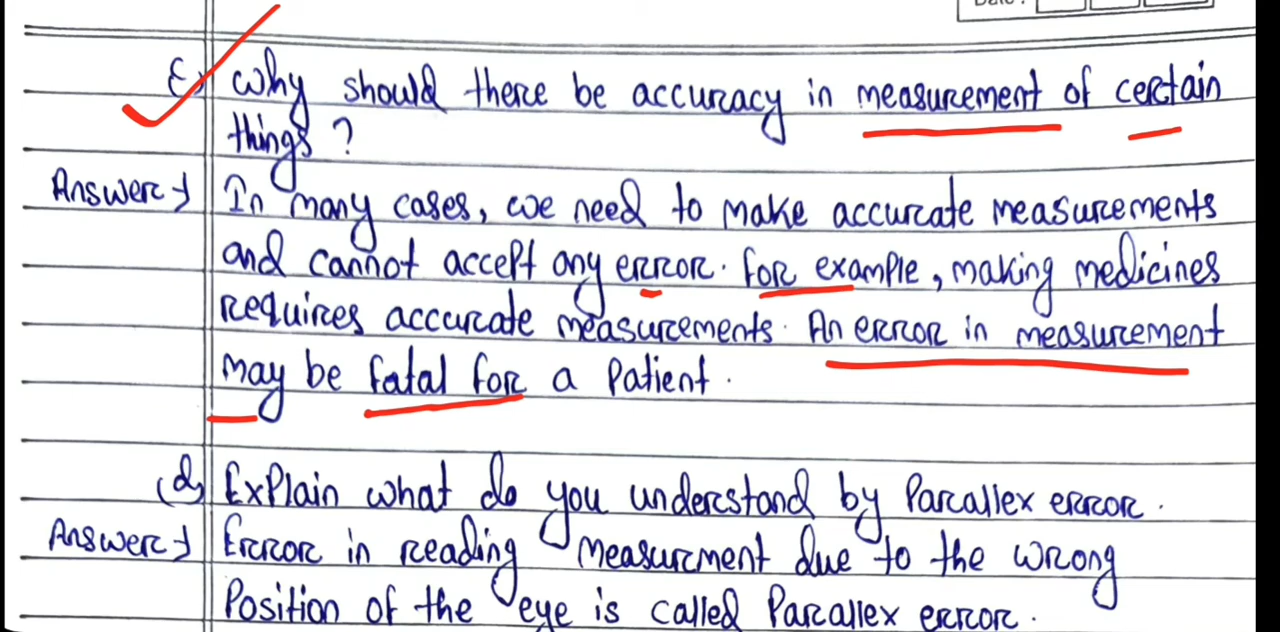 Date :
c, Why should there be accuracy in measurement of certain
things ?
Answer → In many cases, we need to make accurate measurements
and cannot accept any error. For example, making medicines
requires accurate measurements. An error in measurement
may be fatal for a patient.
(d, Explain what do you understand by Parallex error.
Answer → Error in reading measurment due to the wrong
Position of the eye is called Parallex error.